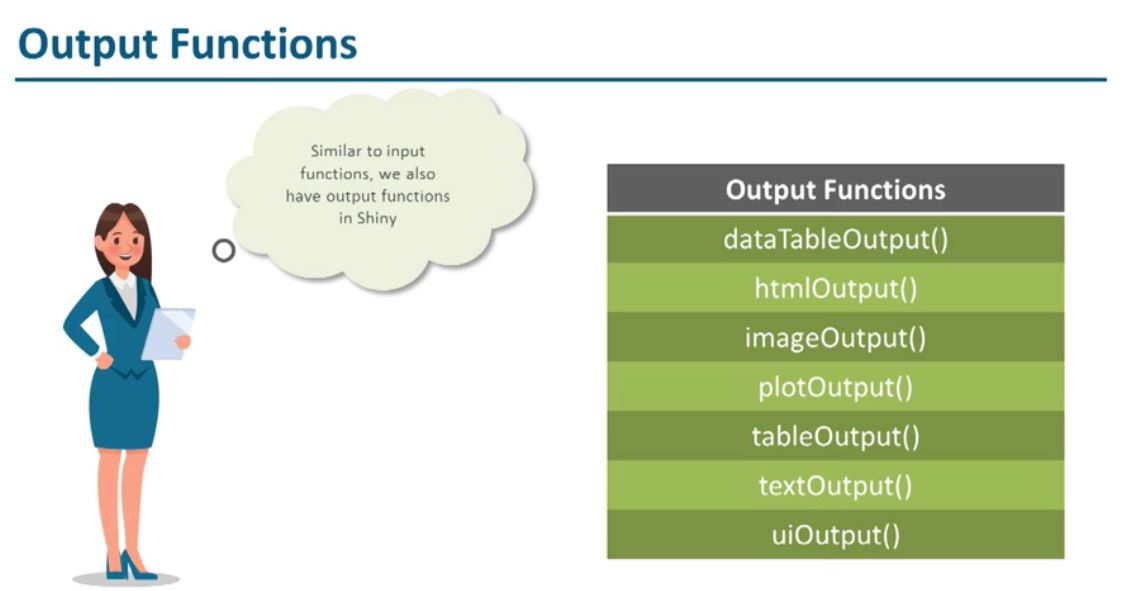 Output Functions
Similar to input
functions, we also
have output functions
in Shiny
Output Functions
dataTableOutput()
htmlOutput()
imageOutput()
plotOutput()
tableOutput()
textOutput()
uiOutput()